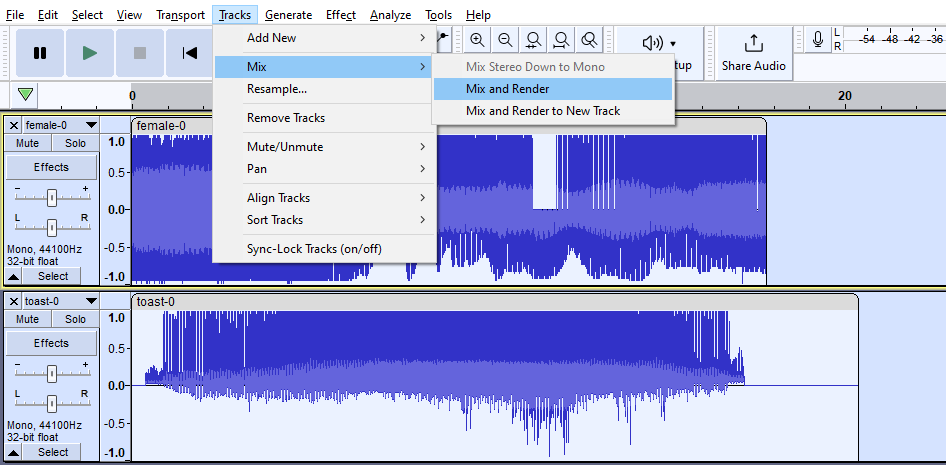 File Edit Select View Transport Tracks Generate Effect Analyze Tools Help
Add New
Mix
Resample...
Remove Tracks
Mute/Unmute
Pan
Align Tracks
Sort Tracks
Sync-Lock Tracks (on/off)
Mix Stereo Down to Mono
Mix and Render
Mix and Render to New Track
tup
Share Audio
L
R
-54 -48 -42 -36
0
20
female-0
Mute Solo
Effects
- +
L R
Mono, 44100Hz
32-bit float
Select
1.0
0.5-
0.0-
-0.5-
-1.0
female-0
toast-0
Mute Solo
Effects
- +
L R
Mono, 44100Hz
32-bit float
Select
1.0
0.5-
0.0-
-0.5-
-1.0
toast-0